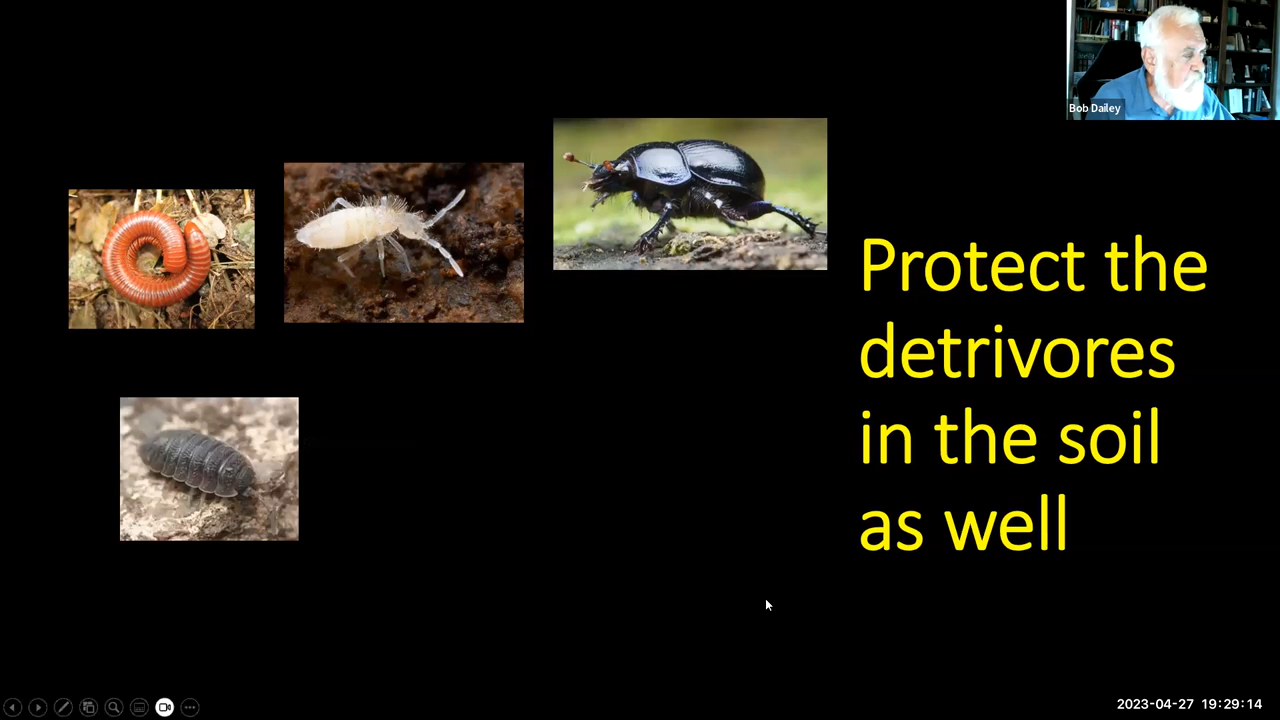 Bob Dailey
Protect the
detrivores
in the soil
as well
2023-04-27 19:29:14